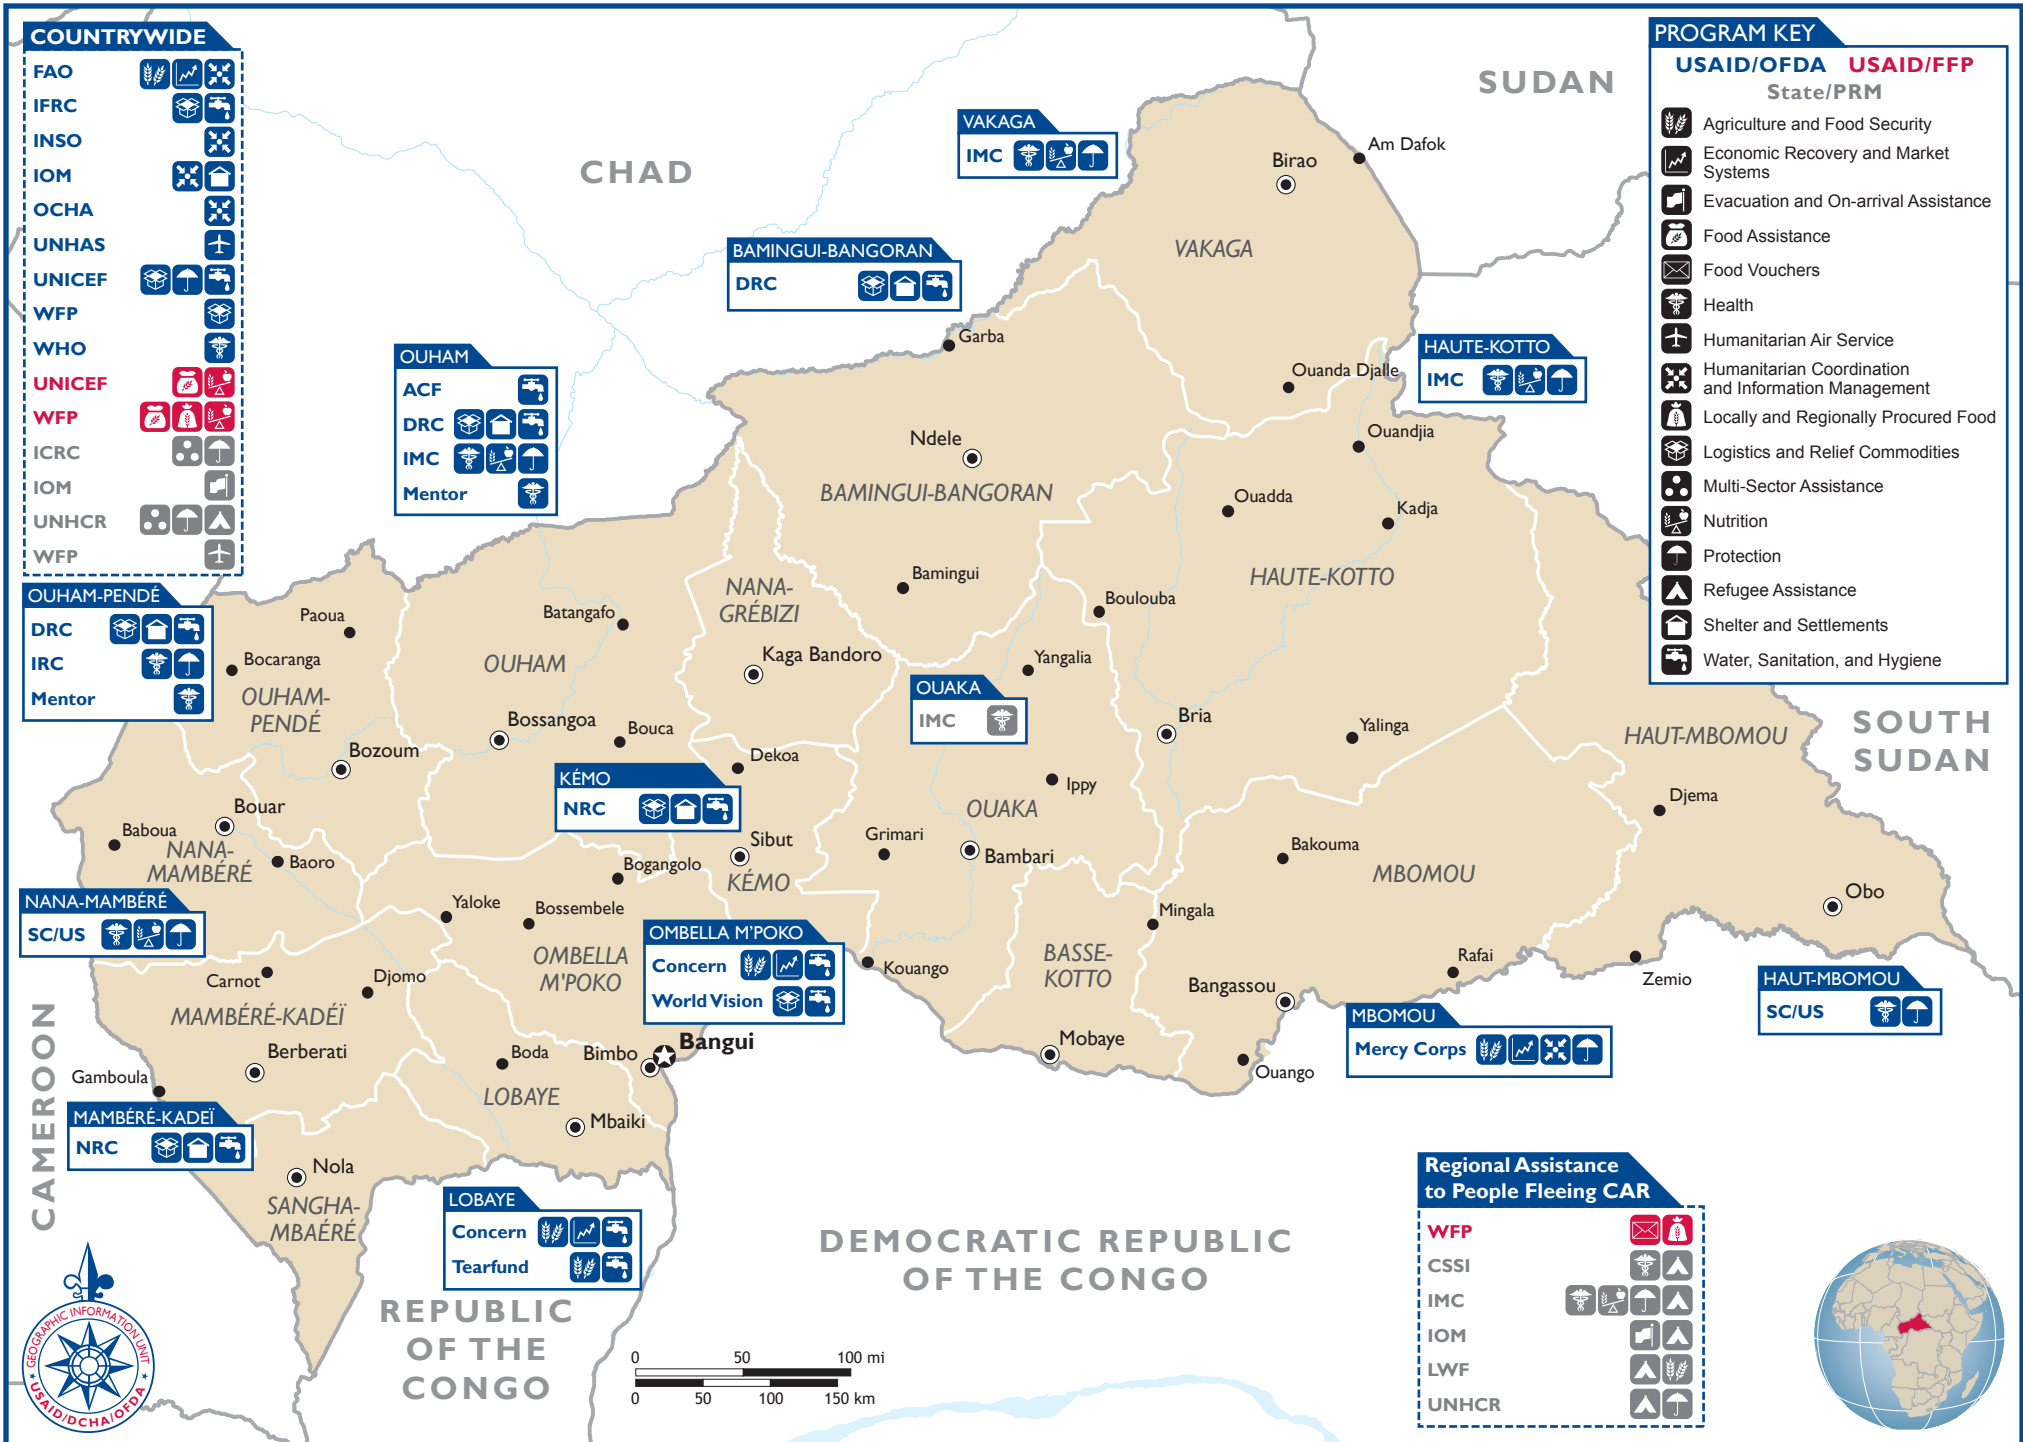 COUNTRYWIDE
FAO
IFRC
INSO
IOM
OCHA
UNHAS
UNICEF
WFP
WHO
UNICEF
WFP
ICRC
IOM
UNHCR
WFP
OUHAM-PENDÉ
DRC
IRC
Mentor
NANA-MAMBÉRÉ
SC/US
MAMBÉRÉ-KADEÏ
NRC
LOBAYE
Concern
Tearfund
OUHAM
ACF
DRC
IMC
Mentor
KÉMO
NRC
OMBELLA M'POKO
Concern
World Vision
BAMINGUI-BANGORAN
DRC
VAKAGA
IMC
OUAKA
IMC
HAUTE-KOTTO
IMC
MBOMOU
Mercy Corps
HAUT-MBOMOU
SC/US
PROGRAM KEY
USAID/OFDA USAID/FFP
State/PRM
Agriculture and Food Security
Economic Recovery and Market
Systems
Evacuation and On-arrival Assistance
Food Assistance
Food Vouchers
Health
Humanitarian Air Service
Humanitarian Coordination
and Information Management
Locally and Regionally Procured Food
Logistics and Relief Commodities
Multi-Sector Assistance
Nutrition
Protection
Refugee Assistance
Shelter and Settlements
Water, Sanitation, and Hygiene
Regional Assistance
to People Fleeing CAR
WFP
CSSI
IMC
IOM
LWF
UNHCR
CHAD
SUDAN
SOUTH
SUDAN
CAMEROON
REPUBLIC
OF THE
CONGO
DEMOCRATIC REPUBLIC
OF THE CONGO
VAKAGA
Birao
Am Dafok
Garba
Ouanda Djalle
Ndele
BAMINGUI-BANGORAN
Bamingui
Ouandjia
Ouadda
Kadja
HAUTE-KOTTO
Boulouba
Bria
Yalinga
NANA-
GRÉBIZI
Kaga Bandoro
Yangalia
Ippy
OUAKA
Grimari
Bambari
Kouango
Paoua
Bocaranga
OUHAM-
PENDÉ
Bozoum
Batangafo
OUHAM
Bossangoa
Bouca
Dekoa
Sibut
KÉMO
Bouar
Baboua
NANA-
MAMBÉRÉ
Baoro
Bogangolo
Yaloke
Bossembele
OMBELLA
M'POKO
Carnot
Djomo
MAMBÉRÉ-KADÉÏ
Berberati
Gamboula
Boda
Bimbo
Bangui
LOBAYE
Mbaiki
Nola
SANGHA-
MBAÉRÉ
BASSE-
KOTTO
Mobaye
Mingala
Bakouma
MBOMOU
Bangassou
Ouango
Rafai
HAUT-MBOMOU
Djema
Obo
Zemio
0 50 100 mi
0 50 100 150 km
GEOGRAPHIC INFORMATION UNIT
USAID/DCHA/OFDA